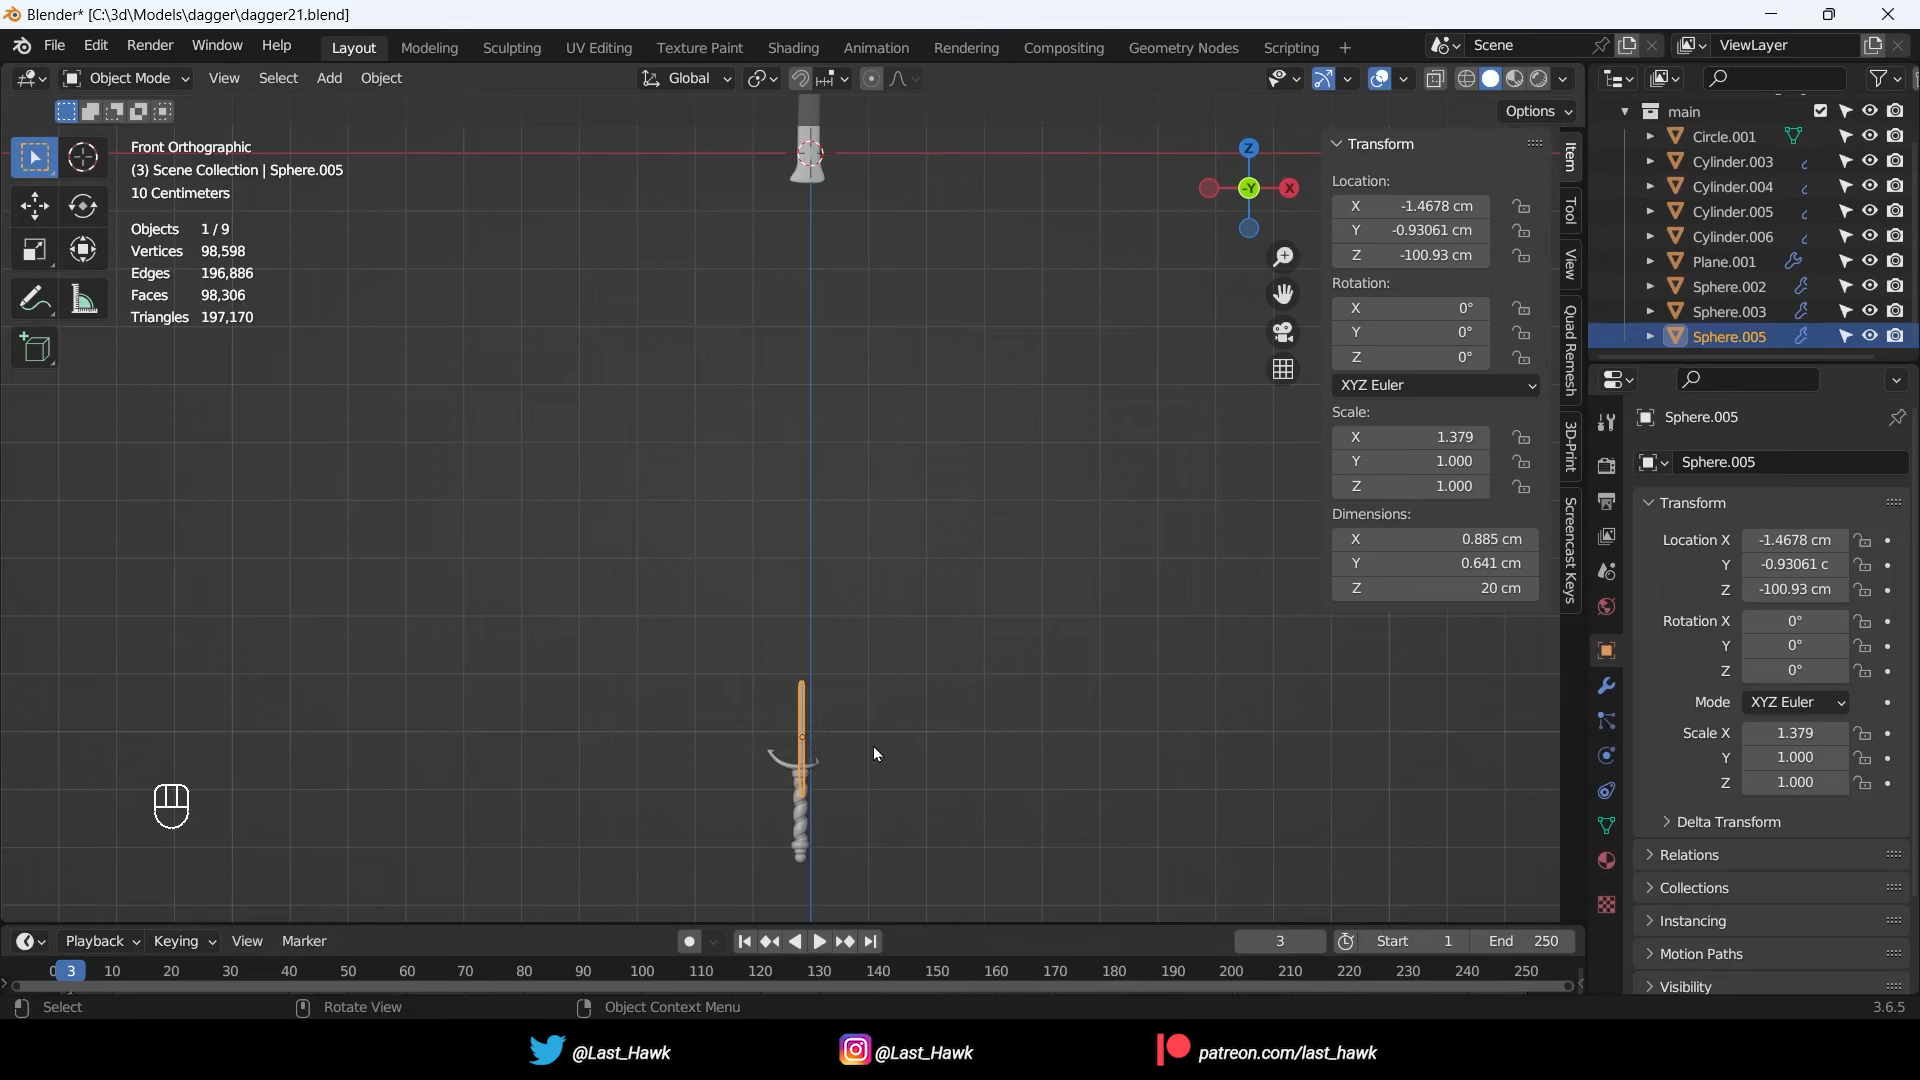 Blender* [C:\3d\Models\dagger\dagger21.blend]
File Edit Render Window Help Layout Modeling Sculpting UV Editing Texture Paint Shading Animation Rendering Compositing Geometry Nodes Scripting + Scene ViewLayer
Object Mode View Select Add Object Global
Options
Front Orthographic
(3) Scene Collection | Sphere.005
10 Centimeters
Objects 1/9
Vertices 98,598
Edges 196,886
Faces 98,306
Triangles 197,170
Z
-Y
X
Transform
Location:
X -1.4678 cm
Y -0.93061 cm
Z -100.93 cm
Rotation:
X 0°
Y 0°
Z 0°
XYZ Euler
Scale:
X 1.379
Y 1.000
Z 1.000
Dimensions:
X 0.885 cm
Y 0.641 cm
Z 20 cm
Item
Tool
View
Quad Remesh
3D-Print
Screencast Keys
main
Circle.001
Cylinder.003
Cylinder.004
Cylinder.005
Cylinder.006
Plane.001
Sphere.002
Sphere.003
Sphere.005
Sphere.005
Sphere.005
Transform
Location X -1.4678 cm
Y -0.93061 c
Z -100.93 cm
Rotation X 0°
Y 0°
Z 0°
Mode XYZ Euler
Scale X 1.379
Y 1.000
Z 1.000
Delta Transform
Relations
Collections
Instancing
Motion Paths
Visibility
Playback Keying View Marker 3 Start 1 End 250
0 3 10 20 30 40 50 60 70 80 90 100 110 120 130 140 150 160 170 180 190 200 210 220 230 240 250
Select Rotate View Object Context Menu 3.6.5
@Last_Hawk @Last_Hawk patreon.com/last_hawk